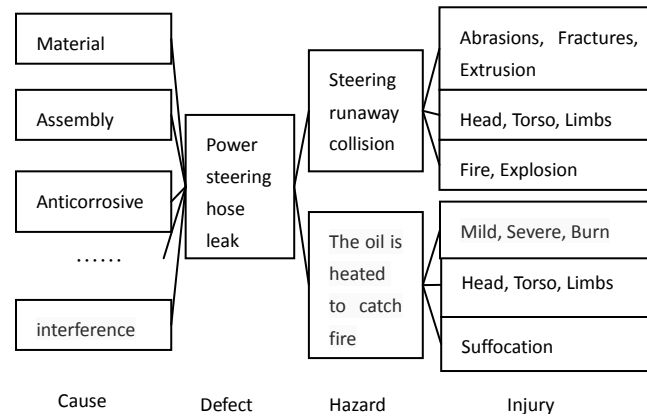 Material
Assembly
Anticorrosive
……
interference
Power
steering
hose
leak
Steering
runaway
collision
The oil is
heated
to catch
fire
Abrasions, Fractures,
Extrusion
Head, Torso, Limbs
Fire, Explosion
Mild, Severe, Burn
Head, Torso, Limbs
Suffocation
Cause
Defect
Hazard
Injury